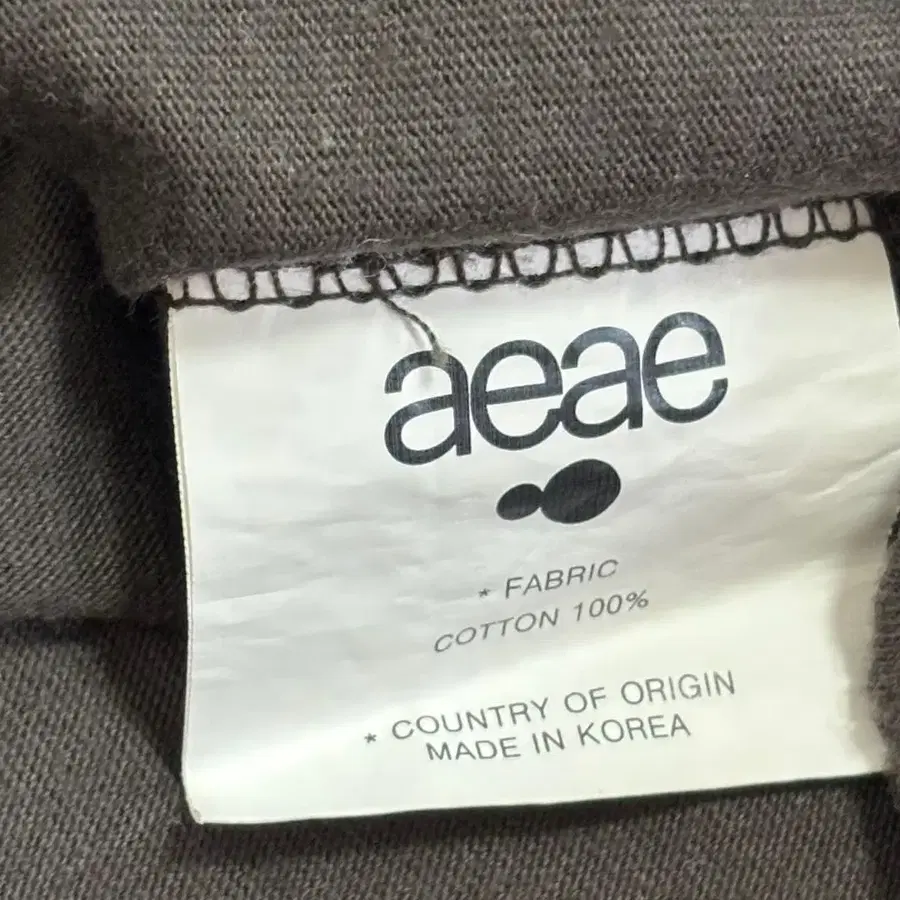 aeae
* FABRIC
COTTON 100%
* COUNTRY OF ORIGIN
MADE IN KOREA